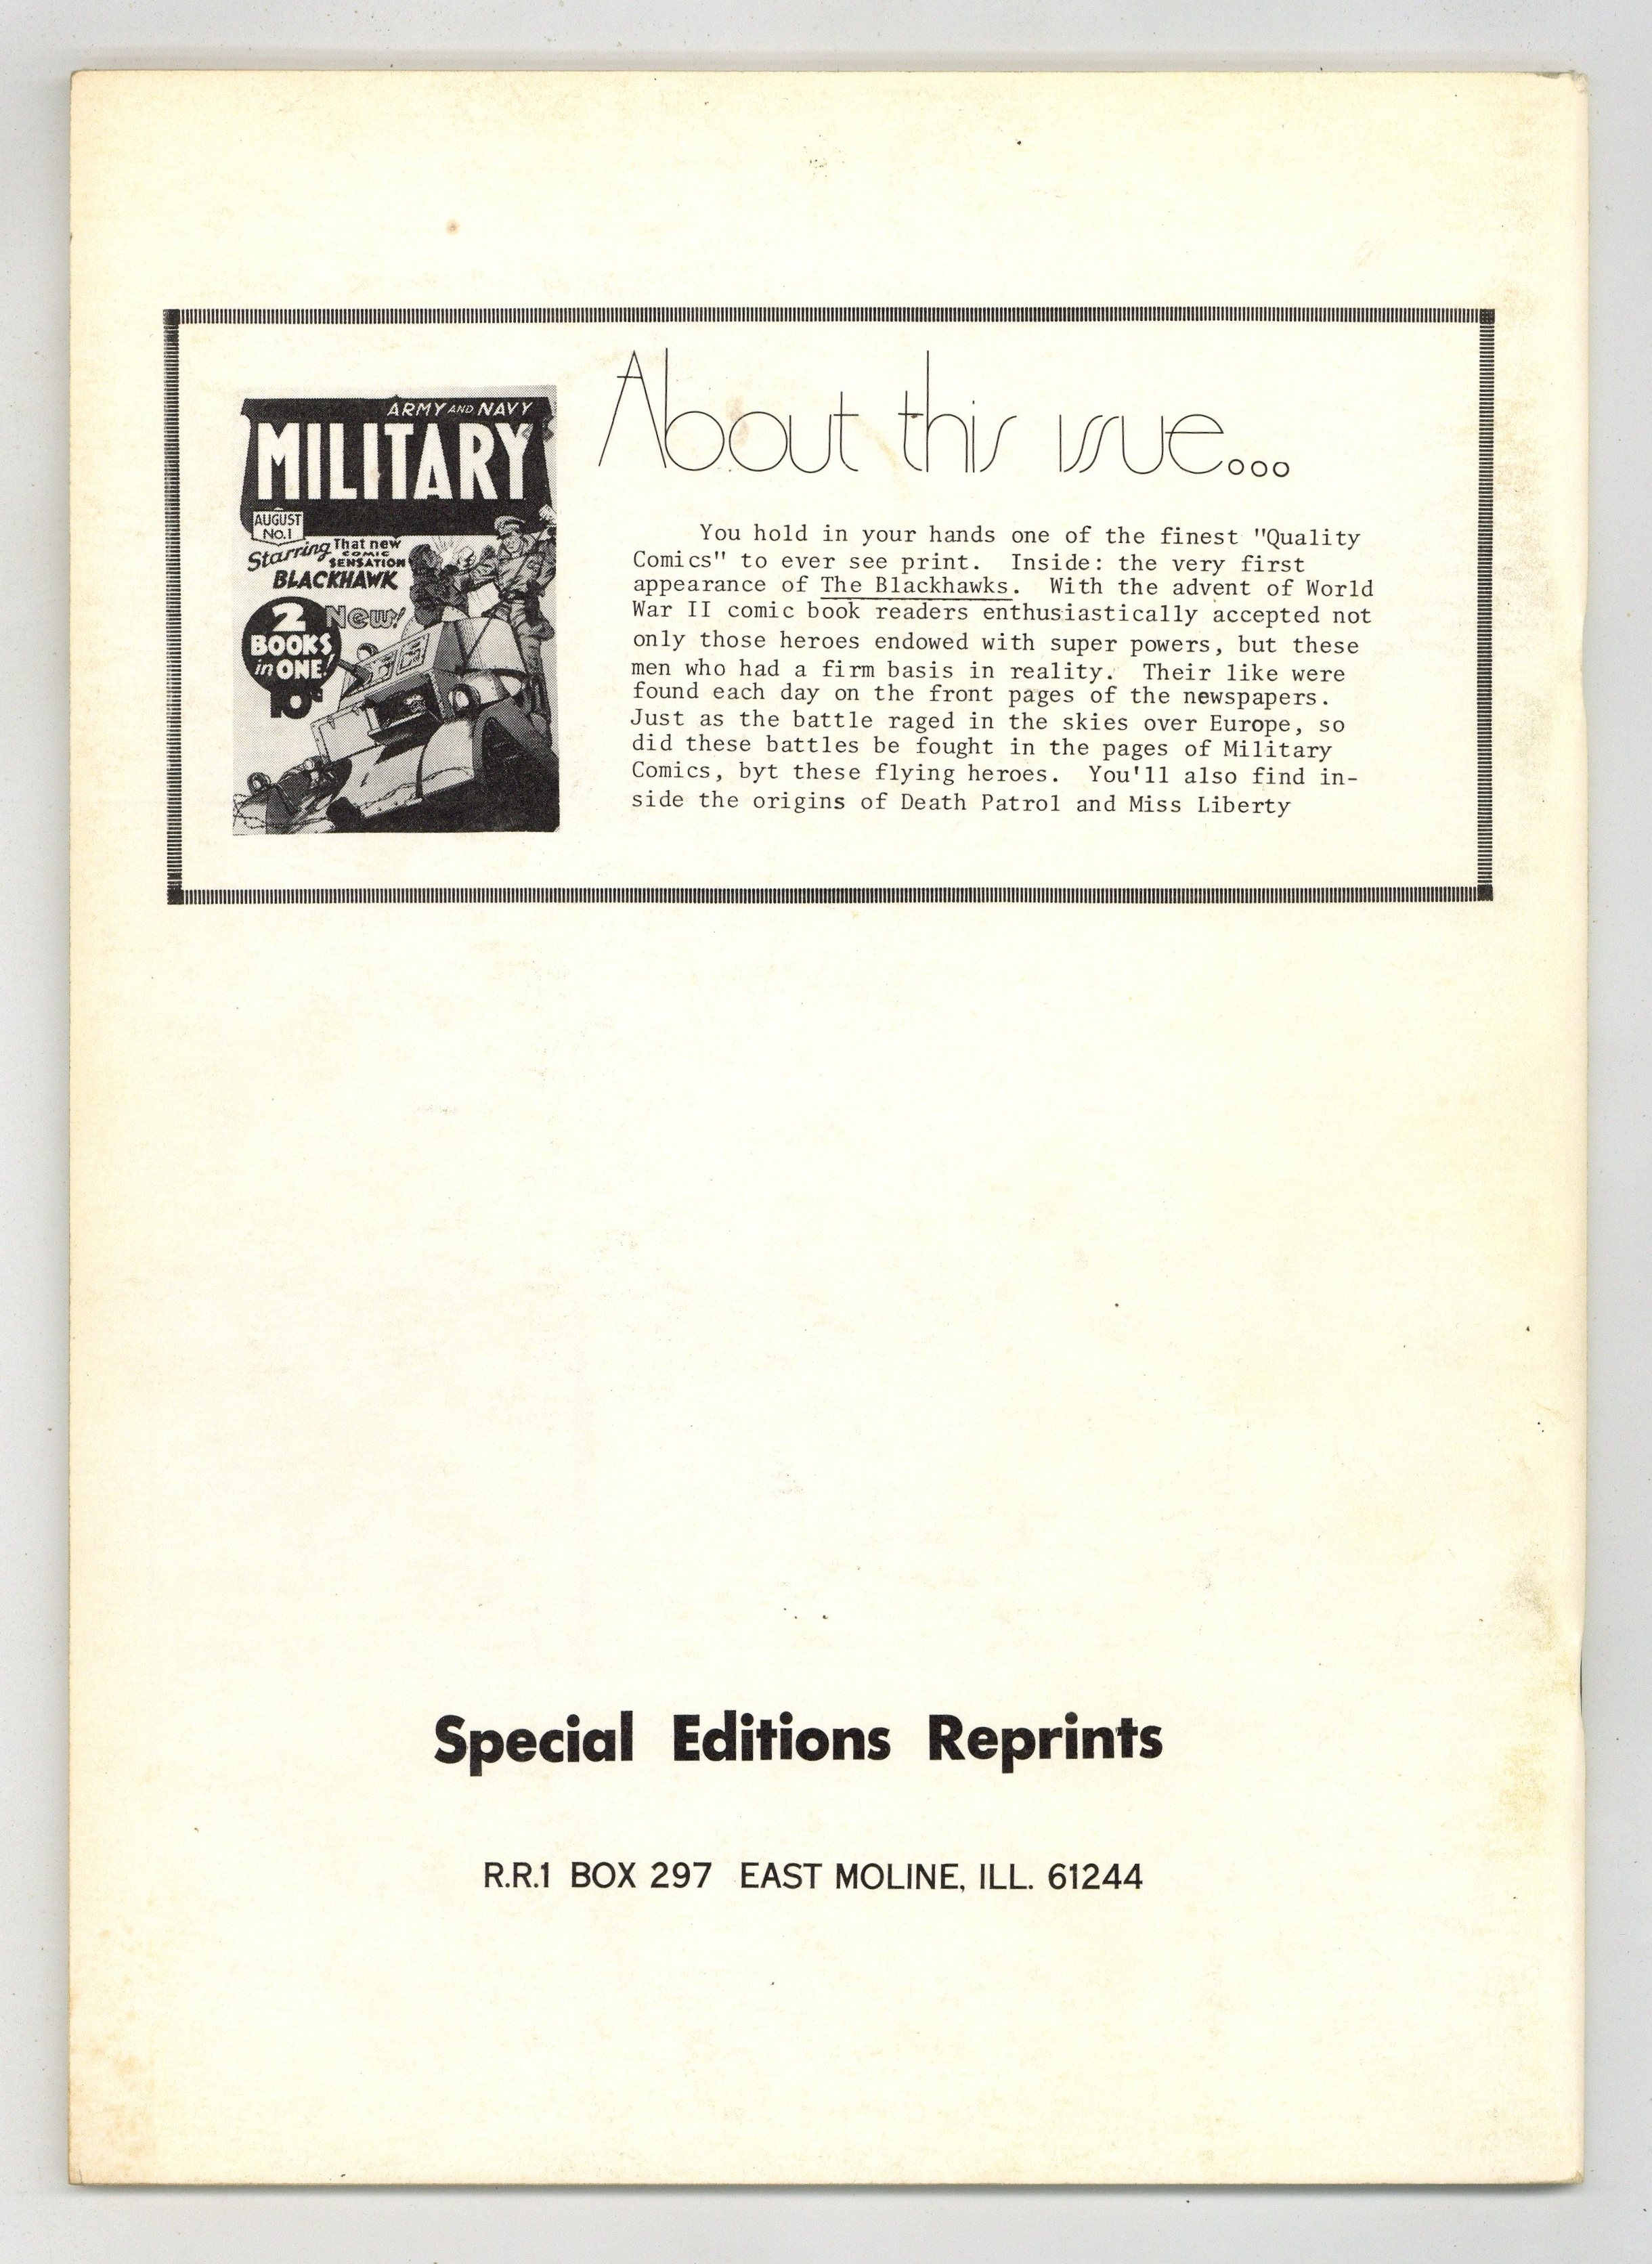 ARMY AND NAVY
MILITARY
AUGUST
No.1
Starring That new
COMIC
SENSATION
BLACKHAWK
2
BOOKS
in ONE!
New!
10¢
About this issue...
You hold in your hands one of the finest "Quality
Comics" to ever see print. Inside: the very first
appearance of The Blackhawks. With the advent of World
War II comic book readers enthusiastically accepted not
only those heroes endowed with super powers, but these
men who had a firm basis in reality. Their like were
found each day on the front pages of the newspapers.
Just as the battle raged in the skies over Europe, so
did these battles be fought in the pages of Military
Comics, byt these flying heroes. You'll also find in-
side the origins of Death Patrol and Miss Liberty
Special Editions Reprints
R.R.1 BOX 297 EAST MOLINE, ILL. 61244